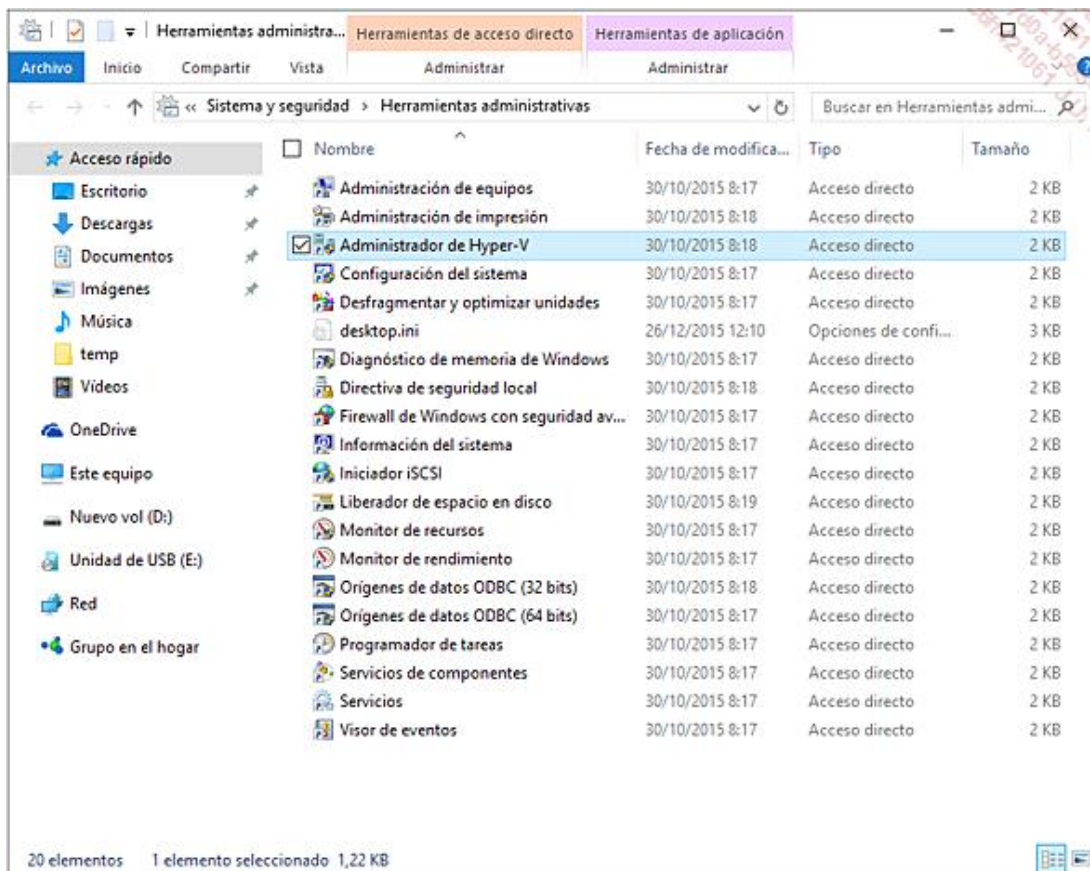 Herramientas administra...
Herramientas de acceso directo
Herramientas de aplicación
Archivo Inicio Compartir Vista Administrar Administrar
« Sistema y seguridad > Herramientas administrativas
Buscar en Herramientas admi...
Acceso rápido
Escritorio
Descargas
Documentos
Imágenes
Música
temp
Vídeos
OneDrive
Este equipo
Nuevo vol (D:)
Unidad de USB (E:)
Red
Grupo en el hogar
Nombre Fecha de modifica... Tipo Tamaño
Administración de equipos 30/10/2015 8:17 Acceso directo 2 KB
Administración de impresión 30/10/2015 8:18 Acceso directo 2 KB
Administrador de Hyper-V 30/10/2015 8:18 Acceso directo 2 KB
Configuración del sistema 30/10/2015 8:17 Acceso directo 2 KB
Desfragmentar y optimizar unidades 30/10/2015 8:17 Acceso directo 2 KB
desktop.ini 26/12/2015 12:10 Opciones de confi... 3 KB
Diagnóstico de memoria de Windows 30/10/2015 8:17 Acceso directo 2 KB
Directiva de seguridad local 30/10/2015 8:18 Acceso directo 2 KB
Firewall de Windows con seguridad av... 30/10/2015 8:17 Acceso directo 2 KB
Información del sistema 30/10/2015 8:17 Acceso directo 2 KB
Iniciador iSCSI 30/10/2015 8:17 Acceso directo 2 KB
Liberador de espacio en disco 30/10/2015 8:19 Acceso directo 2 KB
Monitor de recursos 30/10/2015 8:17 Acceso directo 2 KB
Monitor de rendimiento 30/10/2015 8:17 Acceso directo 2 KB
Orígenes de datos ODBC (32 bits) 30/10/2015 8:18 Acceso directo 2 KB
Orígenes de datos ODBC (64 bits) 30/10/2015 8:17 Acceso directo 2 KB
Programador de tareas 30/10/2015 8:17 Acceso directo 2 KB
Servicios de componentes 30/10/2015 8:17 Acceso directo 2 KB
Servicios 30/10/2015 8:17 Acceso directo 2 KB
Visor de eventos 30/10/2015 8:17 Acceso directo 2 KB
20 elementos 1 elemento seleccionado 1,22 KB